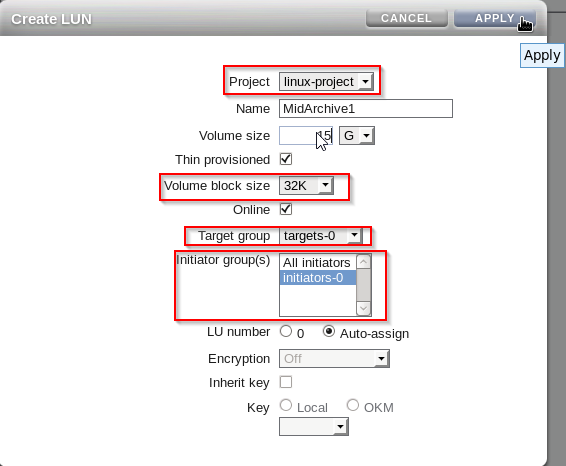 Create LUN CANCEL APPLY
Apply
Project linux-project
Name MidArchive1
Volume size 15 G
Thin provisioned
Volume block size 32K
Online
Target group targets-0
Initiator group(s) All initiators
initiators-0
LU number 0 Auto-assign
Encryption Off
Inherit key
Key Local OKM